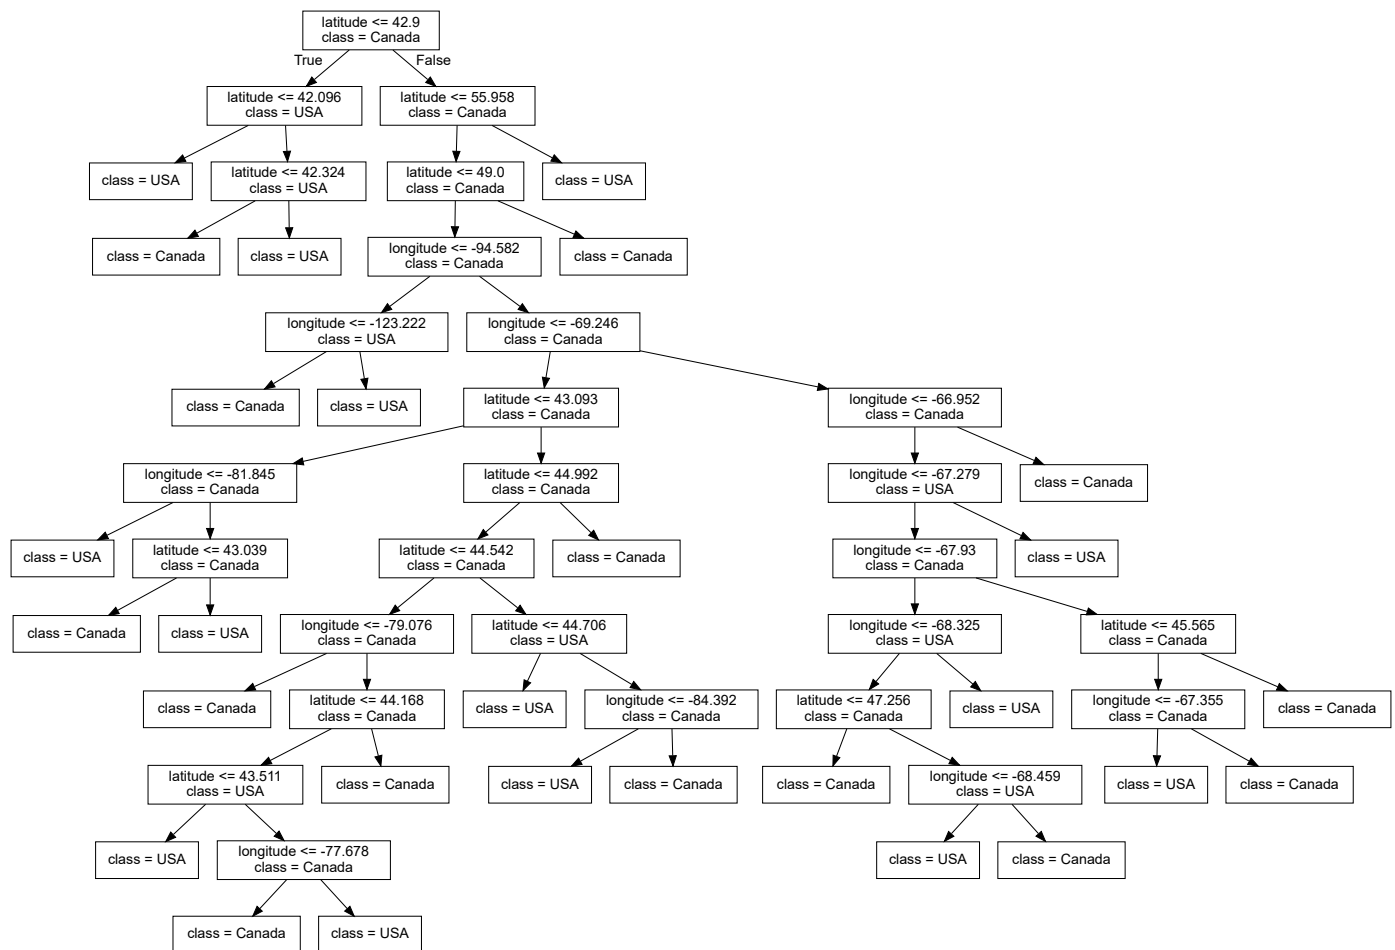 latitude <= 42.9
class = Canada
True
False
latitude <= 42.096
class = USA
latitude <= 55.958
class = Canada
class = USA
latitude <= 42.324
class = USA
latitude <= 49.0
class = Canada
class = USA
class = Canada
class = USA
longitude <= -94.582
class = Canada
class = Canada
longitude <= -123.222
class = USA
longitude <= -69.246
class = Canada
class = Canada
class = USA
latitude <= 43.093
class = Canada
longitude <= -66.952
class = Canada
longitude <= -81.845
class = Canada
latitude <= 44.992
class = Canada
longitude <= -67.279
class = USA
class = Canada
class = USA
latitude <= 43.039
class = Canada
latitude <= 44.542
class = Canada
class = Canada
longitude <= -67.93
class = Canada
class = USA
class = Canada
class = USA
longitude <= -79.076
class = Canada
latitude <= 44.706
class = USA
longitude <= -68.325
class = USA
latitude <= 45.565
class = Canada
class = Canada
latitude <= 44.168
class = Canada
class = USA
longitude <= -84.392
class = Canada
latitude <= 47.256
class = Canada
class = USA
longitude <= -67.355
class = Canada
class = Canada
latitude <= 43.511
class = USA
class = Canada
class = USA
class = Canada
class = Canada
longitude <= -68.459
class = USA
class = USA
class = Canada
class = USA
longitude <= -77.678
class = Canada
class = USA
class = Canada
class = Canada
class = USA